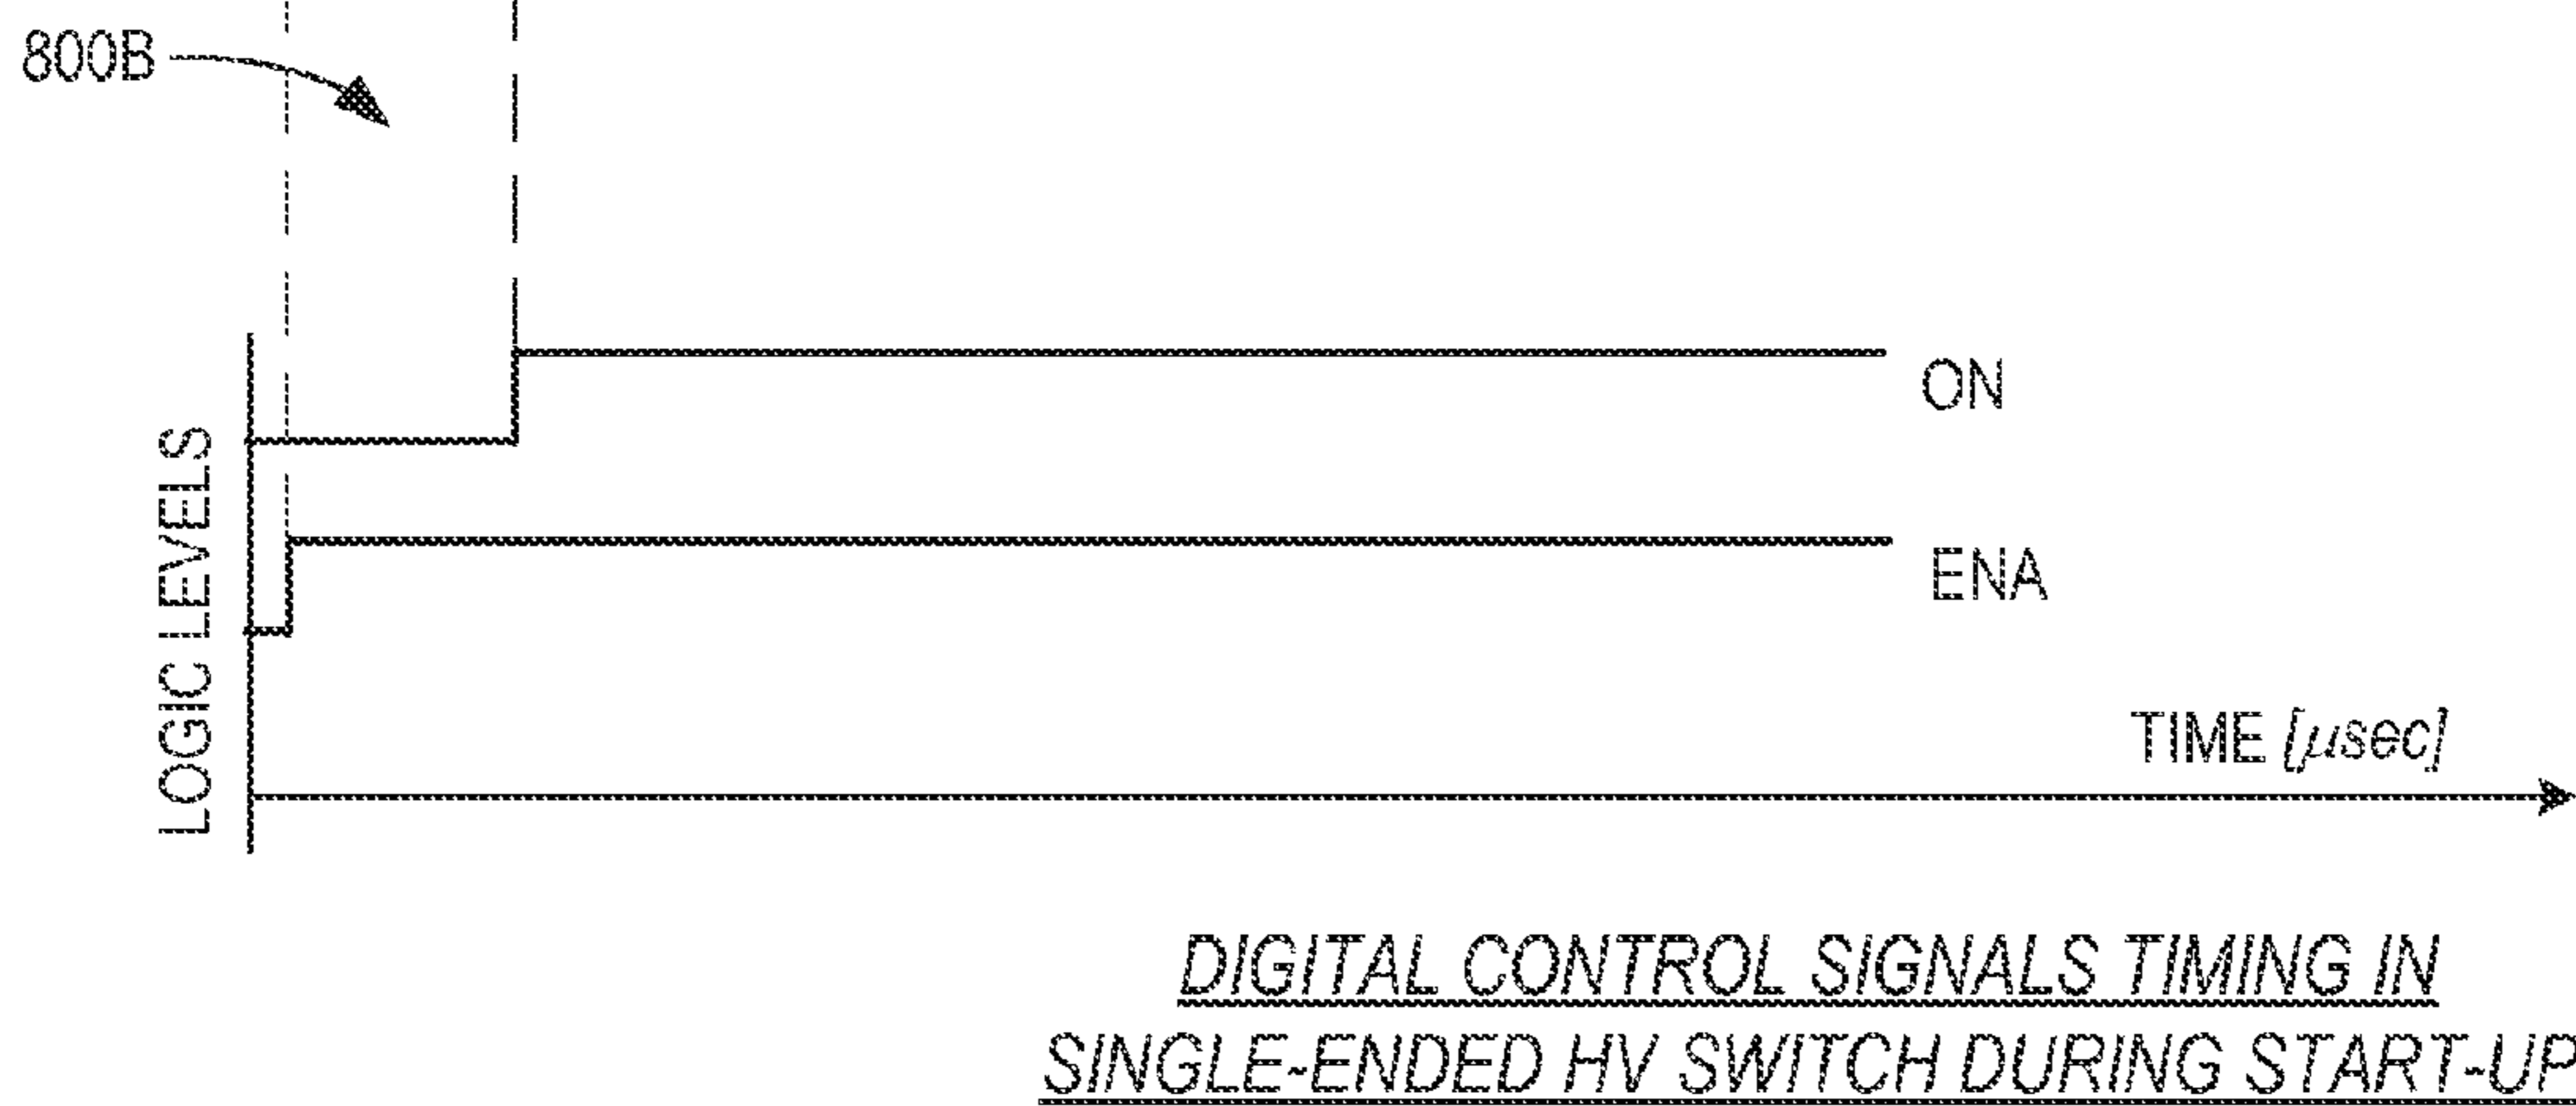 800B
ON
LOGIC LEVELS
ENA
TIME [μsec]
DIGITAL CONTROL SIGNALS TIMING IN
SINGLE-ENDED HV SWITCH DURING START-UP